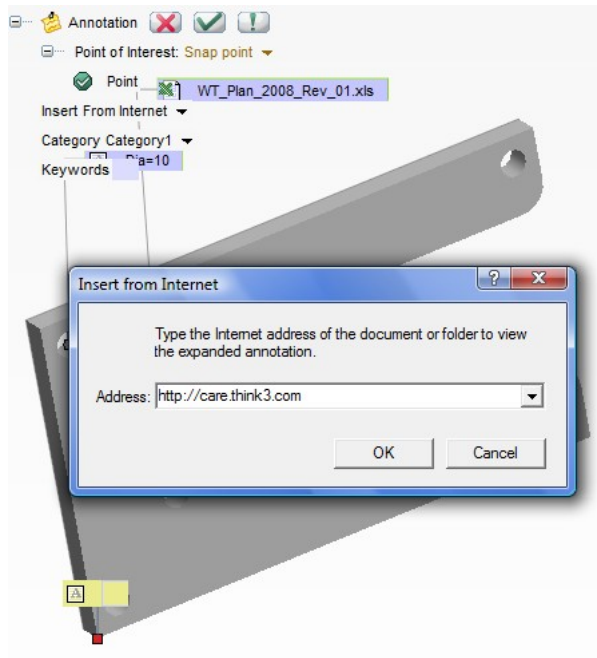 Annotation
Point of Interest: Snap point
Point
WT_Plan_2008_Rev_01.xls
Insert From Internet
Category Category1
Dia=10
Keywords
Insert from Internet
Type the Internet address of the document or folder to view
the expanded annotation.
Address: http://care.think3.com
OK Cancel
A